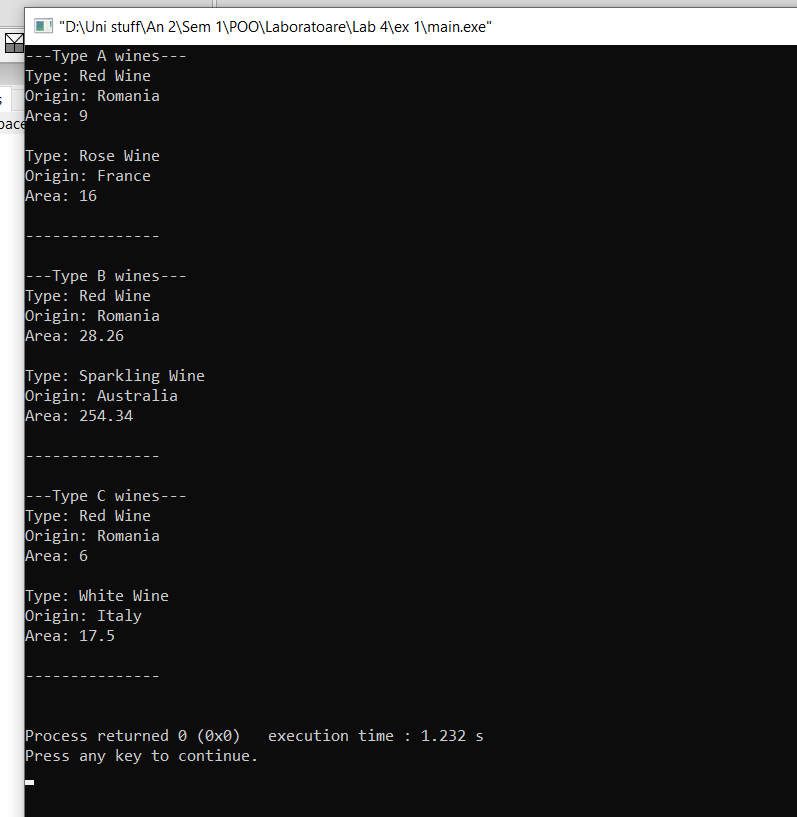 "D:\Uni stuff\An 2\Sem 1\POO\Laboratoare\Lab 4\ex 1\main.exe"
---Type A wines---
Type: Red Wine
Origin: Romania
Area: 9
Type: Rose Wine
Origin: France
Area: 16
---------------
---Type B wines---
Type: Red Wine
Origin: Romania
Area: 28.26
Type: Sparkling Wine
Origin: Australia
Area: 254.34
---------------
---Type C wines---
Type: Red Wine
Origin: Romania
Area: 6
Type: White Wine
Origin: Italy
Area: 17.5
---------------
Process returned 0 (0x0)   execution time : 1.232 s
Press any key to continue.